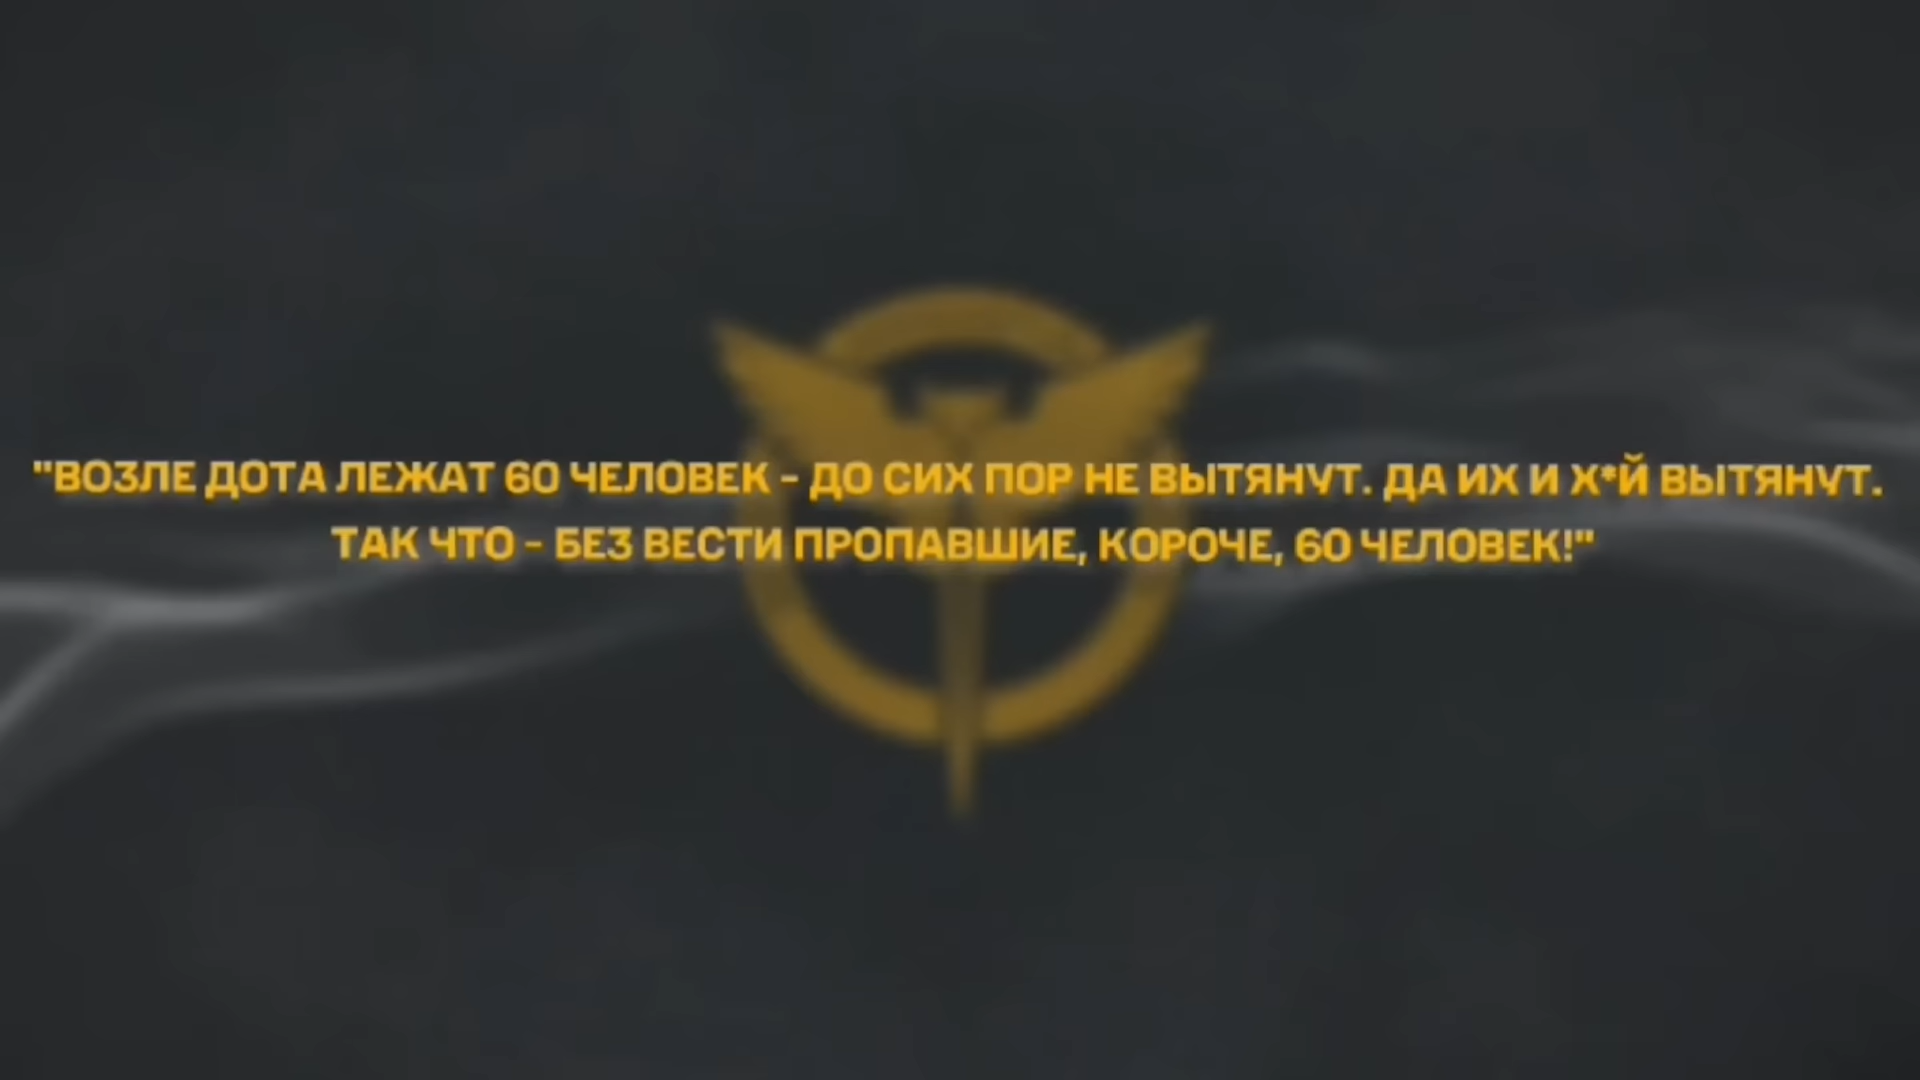 "ВОЗЛЕ ДОТА ЛЕЖАТ 60 ЧЕЛОВЕК - ДО СИХ ПОР НЕ ВЫТЯНУТ. ДА ИХ И Х*Й ВЫТЯНУТ.
ТАК ЧТО - БЕЗ ВЕСТИ ПРОПАВШИЕ, КОРОЧЕ, 60 ЧЕЛОВЕК!"